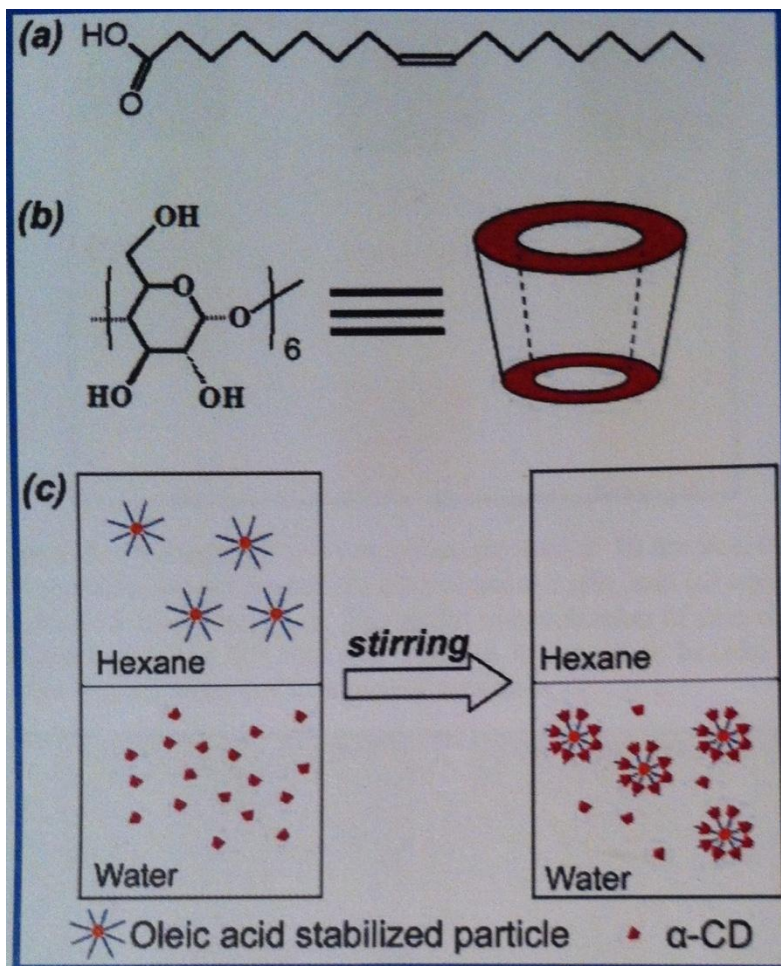 (a) HO
O
(b) OH
O
O
6
HO OH
(c)
Hexane
stirring
Hexane
Water
Water
Oleic acid stabilized particle α-CD